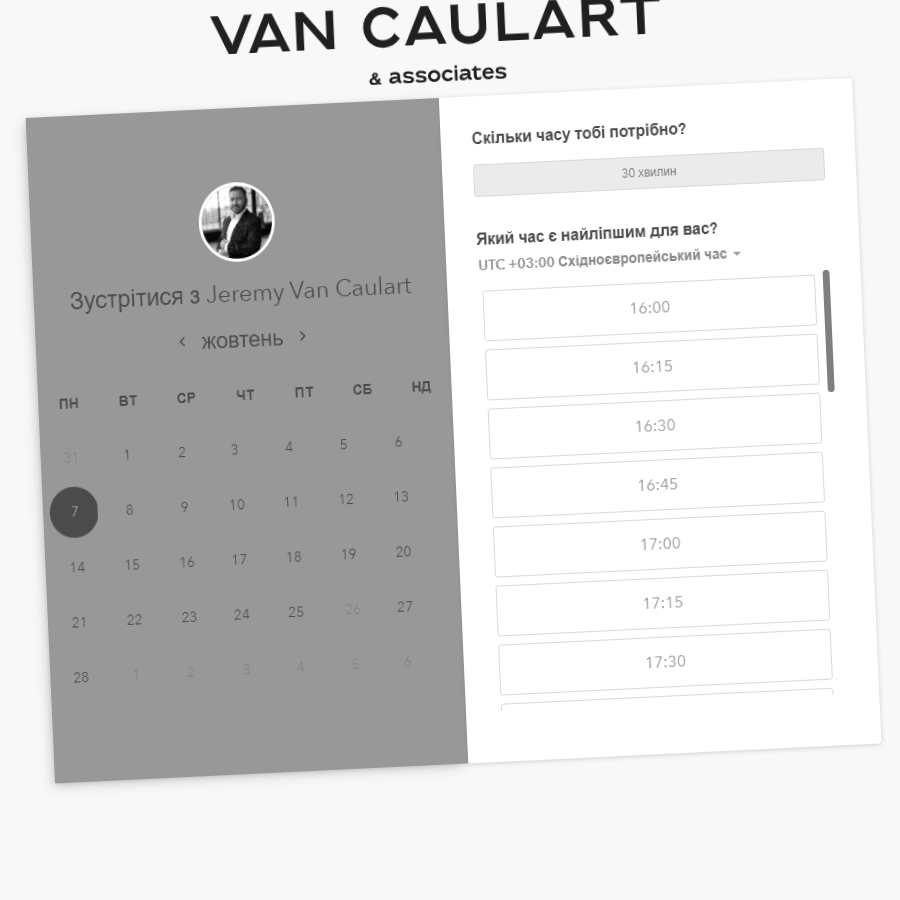 VAN CAULART
& associates
Зустрітися з Jeremy Van Caulart
‹ жовтень ›
ПН ВТ СР ЧТ ПТ СБ НД
31 1 2 3 4 5 6
7 8 9 10 11 12 13
14 15 16 17 18 19 20
21 22 23 24 25 26 27
28 1 2 3 4 5 6
Скільки часу тобі потрібно?
30 хвилин
Який час є найліпшим для вас?
UTC +03:00 Східноєвропейський час
16:00
16:15
16:30
16:45
17:00
17:15
17:30